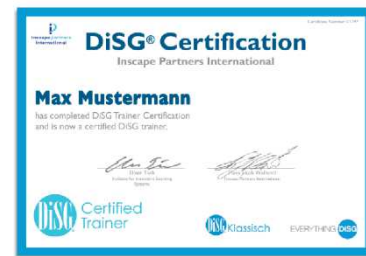 inscape partners
international
DiSG® Certification
Inscape Partners International
Max Mustermann
has completed DiSG Trainer Certification
and is now a certified DiSG trainer.
DiSG
Certified
Trainer
DiSG Klassisch
EVERYTHING DiSG